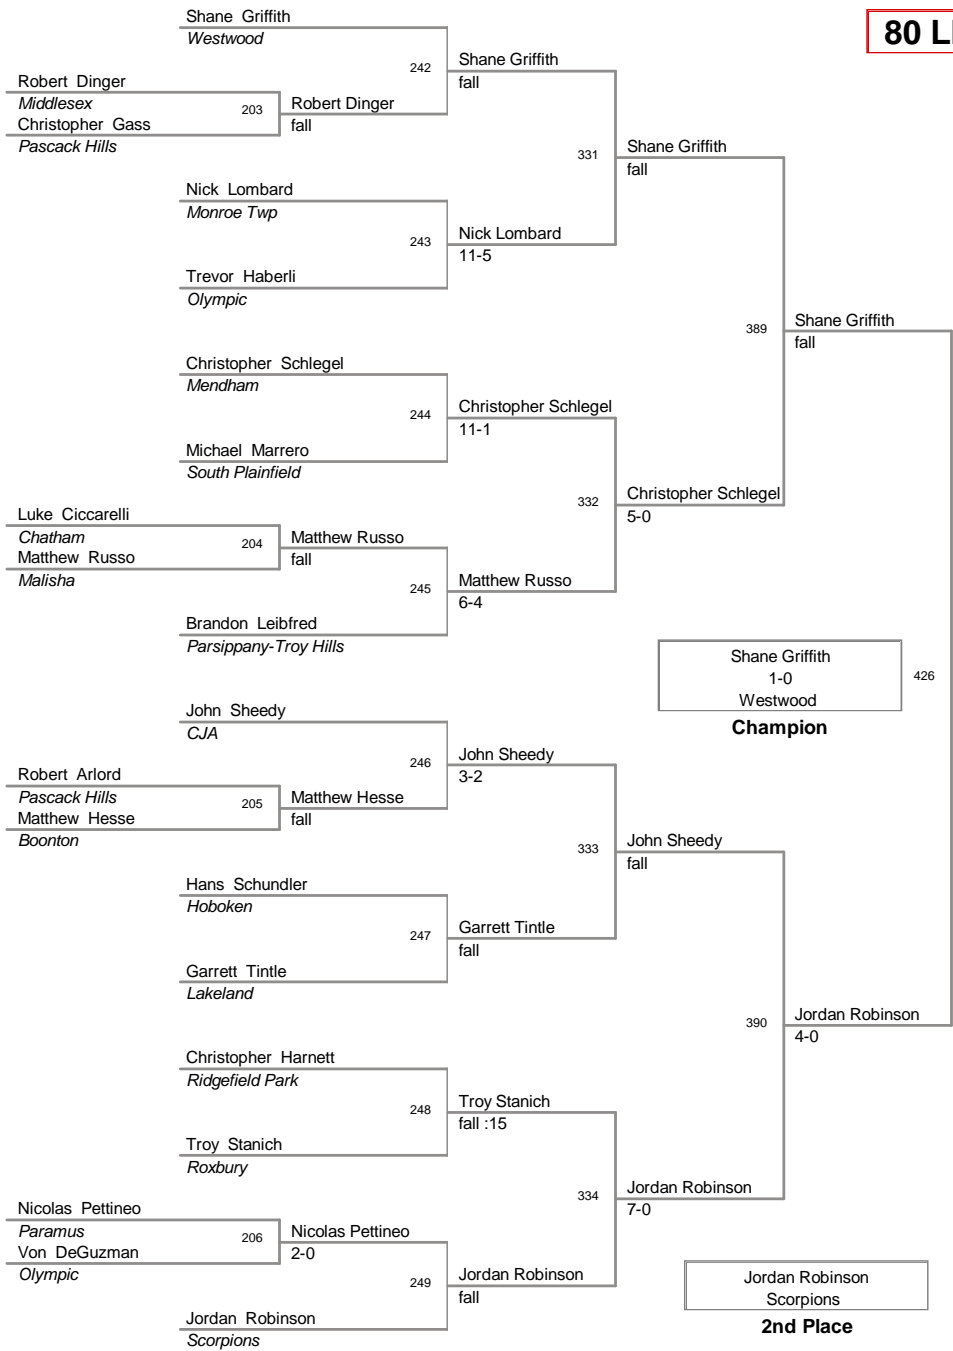 Shane Griffith
Westwood
80 L
242
Shane Griffith
fall
Robert Dinger
Middlesex
203
Robert Dinger
fall
Christopher Gass
Pascack Hills
331
Shane Griffith
fall
Nick Lombard
Monroe Twp
243
Nick Lombard
11-5
Trevor Haberli
Olympic
389
Shane Griffith
fall
Christopher Schlegel
Mendham
244
Christopher Schlegel
11-1
Michael Marrero
South Plainfield
332
Christopher Schlegel
5-0
Luke Ciccarelli
Chatham
204
Matthew Russo
fall
Matthew Russo
Malisha
245
Matthew Russo
6-4
Brandon Leibfred
Parsippany-Troy Hills
Shane Griffith
1-0
Westwood
426
Champion
John Sheedy
CJA
246
John Sheedy
3-2
Robert Arlord
Pascack Hills
205
Matthew Hesse
fall
Matthew Hesse
Boonton
333
John Sheedy
fall
Hans Schundler
Hoboken
247
Garrett Tintle
fall
Garrett Tintle
Lakeland
390
Jordan Robinson
4-0
Christopher Harnett
Ridgefield Park
248
Troy Stanich
fall :15
Troy Stanich
Roxbury
334
Jordan Robinson
7-0
Nicolas Pettineo
Paramus
206
Nicolas Pettineo
2-0
Von DeGuzman
Olympic
249
Jordan Robinson
fall
Jordan Robinson
Scorpions
Jordan Robinson
Scorpions
2nd Place